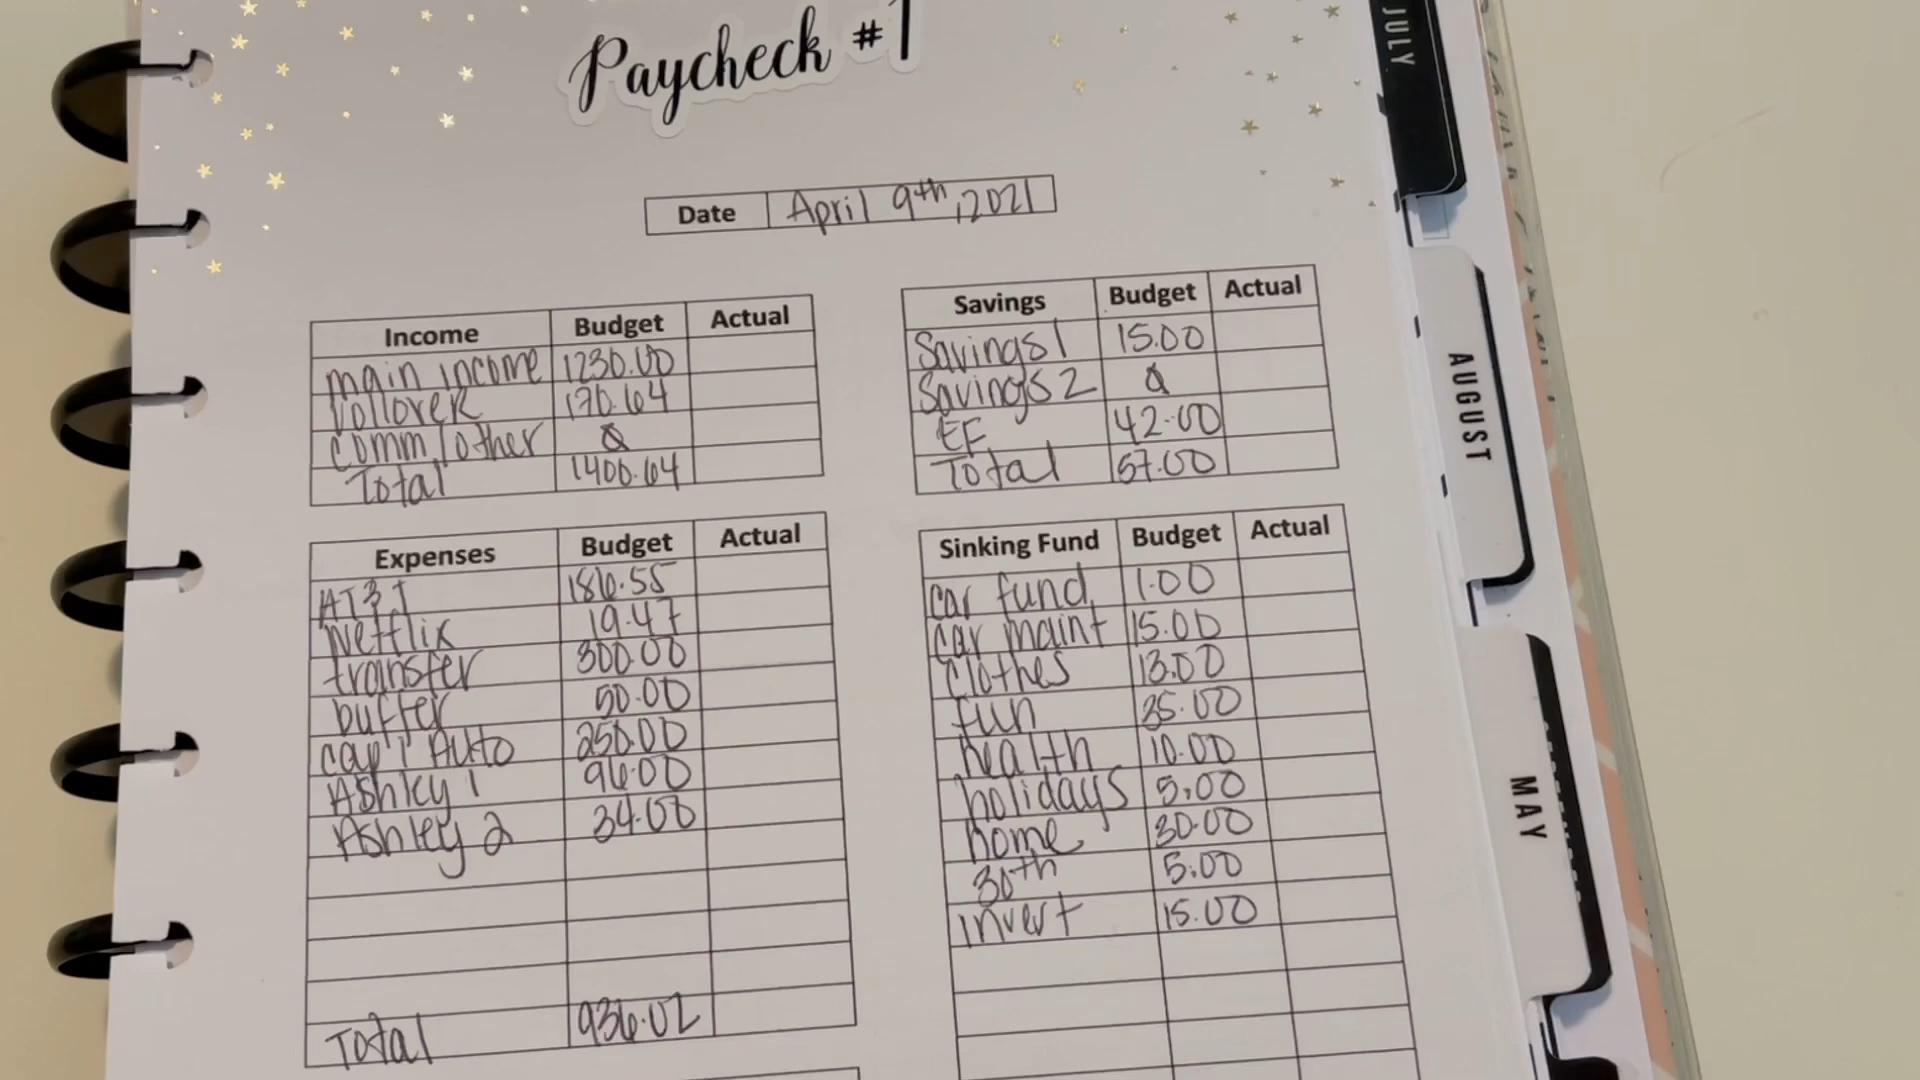 Paycheck #1
Date April 9th, 2021
Income Budget Actual
main income 1230.00
rollover 170.64
comm/other 0
Total 1400.64
Savings Budget Actual
Savings 1 15.00
Savings 2 0
EF 42.00
Total 57.00
Expenses Budget Actual
AT&T 186.55
Netflix 19.47
transfer 300.00
buffer 50.00
cap 1 Auto 250.00
Ashley 1 96.00
Ashley 2 34.00
Total 936.02
Sinking Fund Budget Actual
car fund 1.00
car maint 15.00
clothes 13.00
fun 35.00
health 10.00
holidays 5.00
home 30.00
30th 5.00
invert 15.00
JULY
AUGUST
MAY